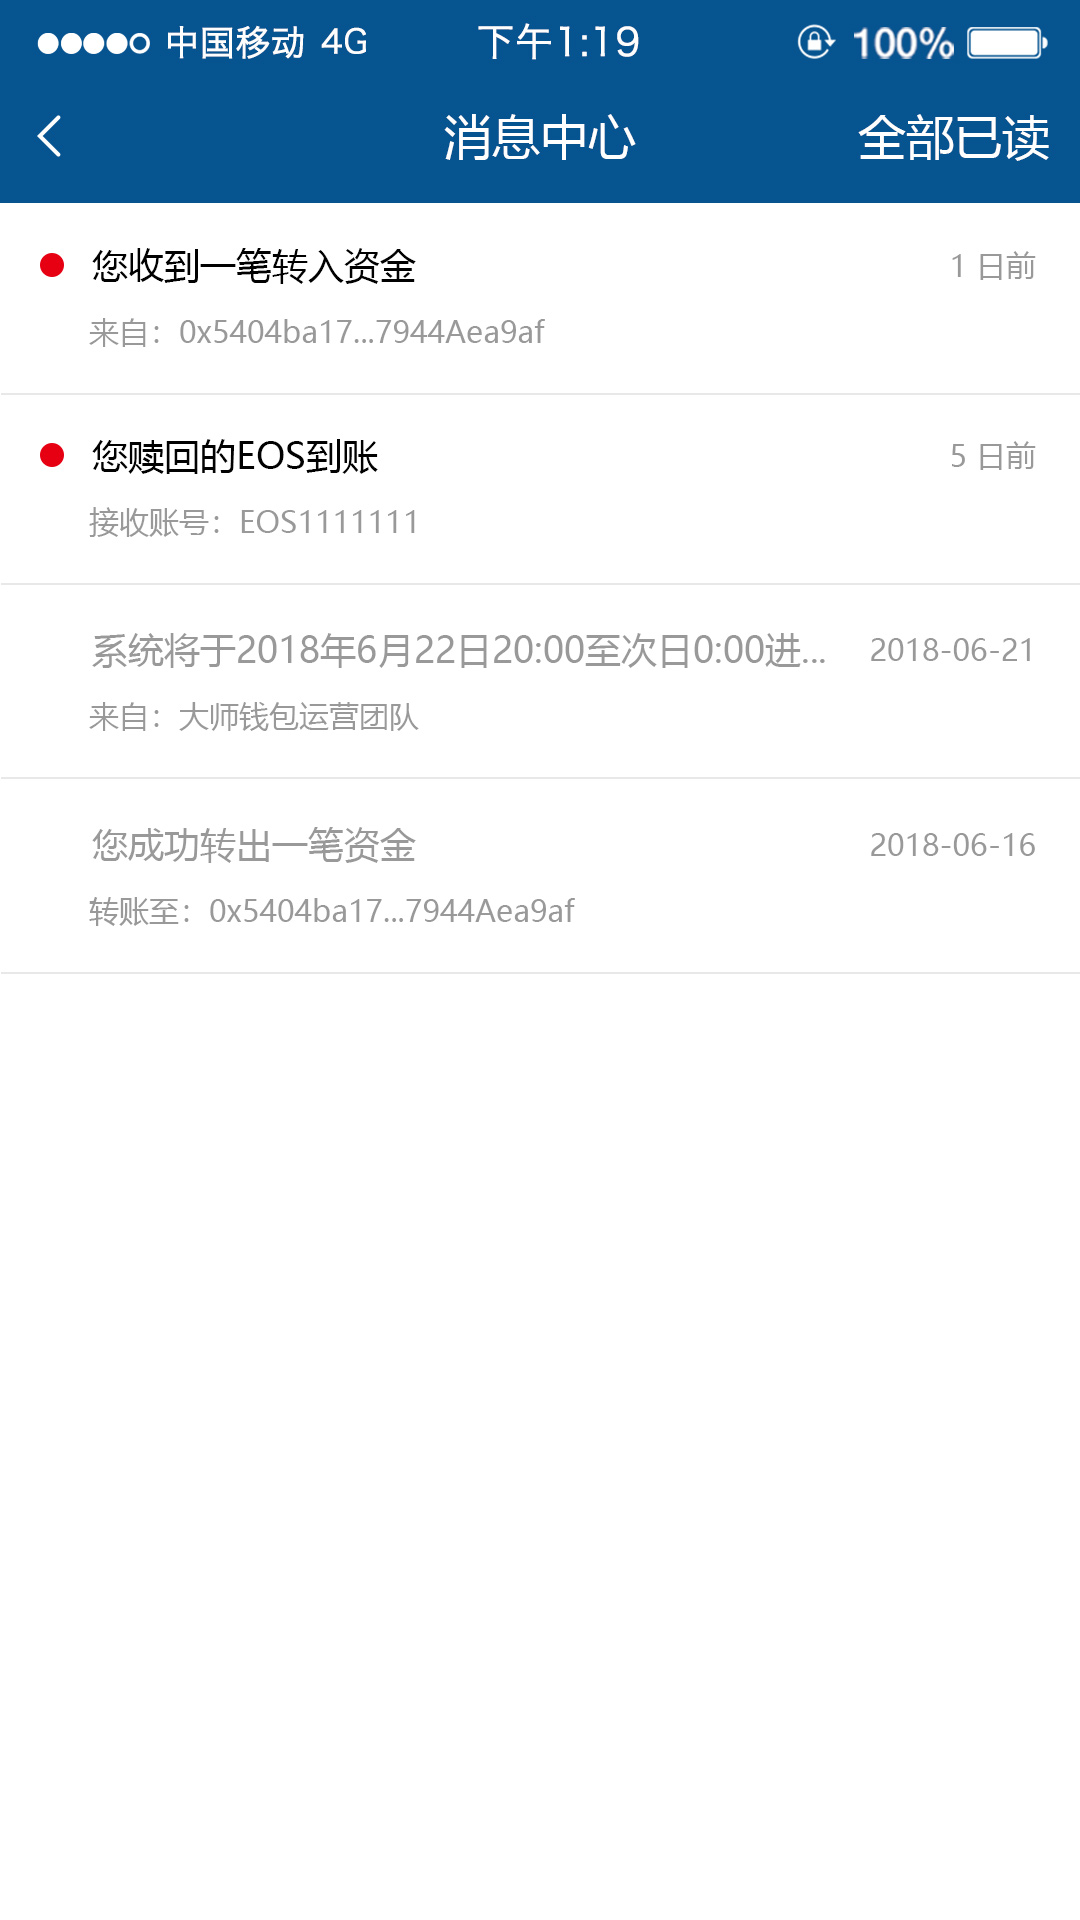 中国移动 4G 下午1:19 100%
消息中心 全部已读
您收到一笔转入资金 1 日前
来自：0x5404ba17...7944Aea9af
您赎回的EOS到账 5 日前
接收账号：EOS1111111
系统将于2018年6月22日20:00至次日0:00进... 2018-06-21
来自：大师钱包运营团队
您成功转出一笔资金 2018-06-16
转账至：0x5404ba17...7944Aea9af